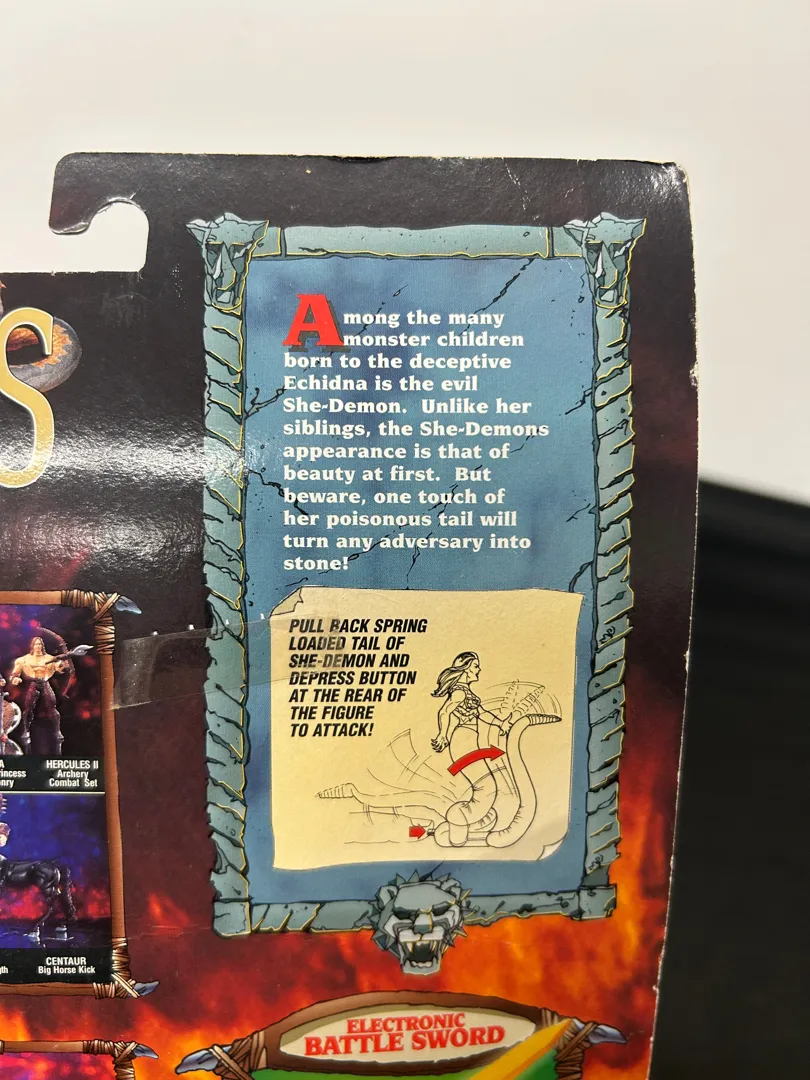 S
Among the many
monster children
born to the deceptive
Echidna is the evil
She-Demon. Unlike her
siblings, the She-Demons
appearance is that of
beauty at first. But
beware, one touch of
her poisonous tail will
turn any adversary into
stone!
PULL BACK SPRING
LOADED TAIL OF
SHE-DEMON AND
DEPRESS BUTTON
AT THE REAR OF
THE FIGURE
TO ATTACK!
HERCULES II
Archery
Combat Set
CENTAUR
Big Horse Kick
ELECTRONIC
BATTLE SWORD